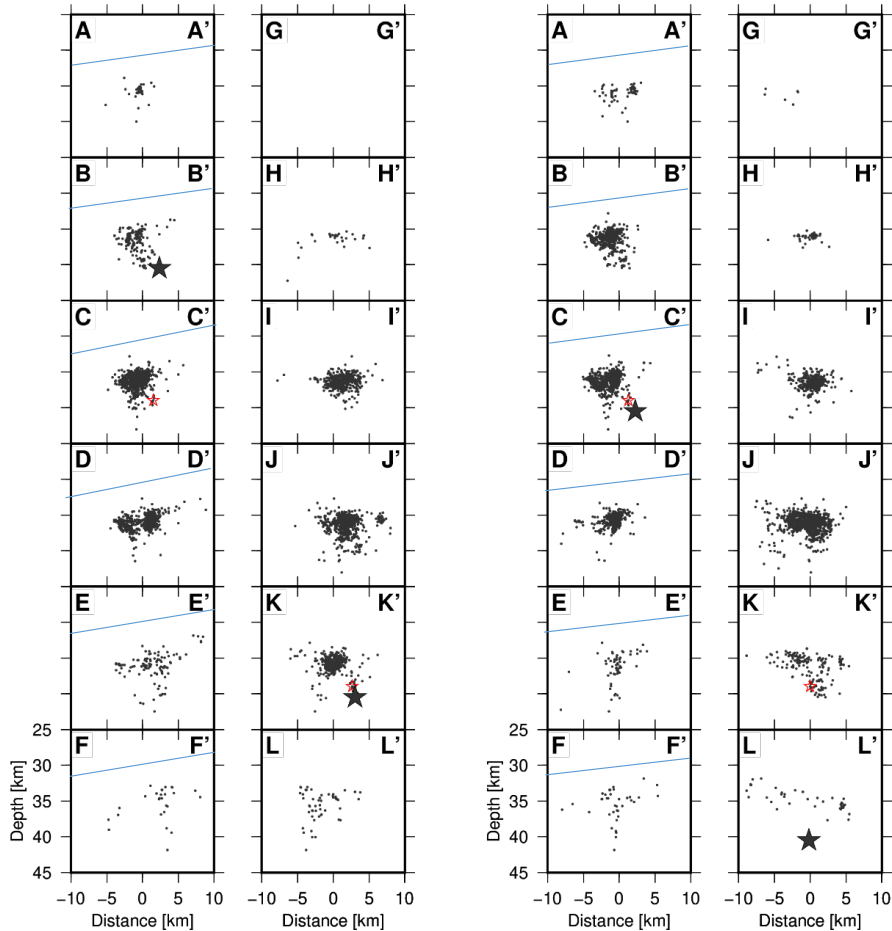 A A’ G G’ A A’ G G’
B B’ H H’ B B’ H H’
C C’ I I’ C C’ I I’
D D’ J J’ D D’ J J’
E E’ K K’ E E’ K K’
25 25
F F’ L L’ F F’ L L’
30 30
Depth [km] Depth [km]
35 35
40 40
45 45
−10 −5 0 5 −10 −5 0 5 10 −10 −5 0 5 −10 −5 0 5 10
Distance [km] Distance [km] Distance [km] Distance [km]